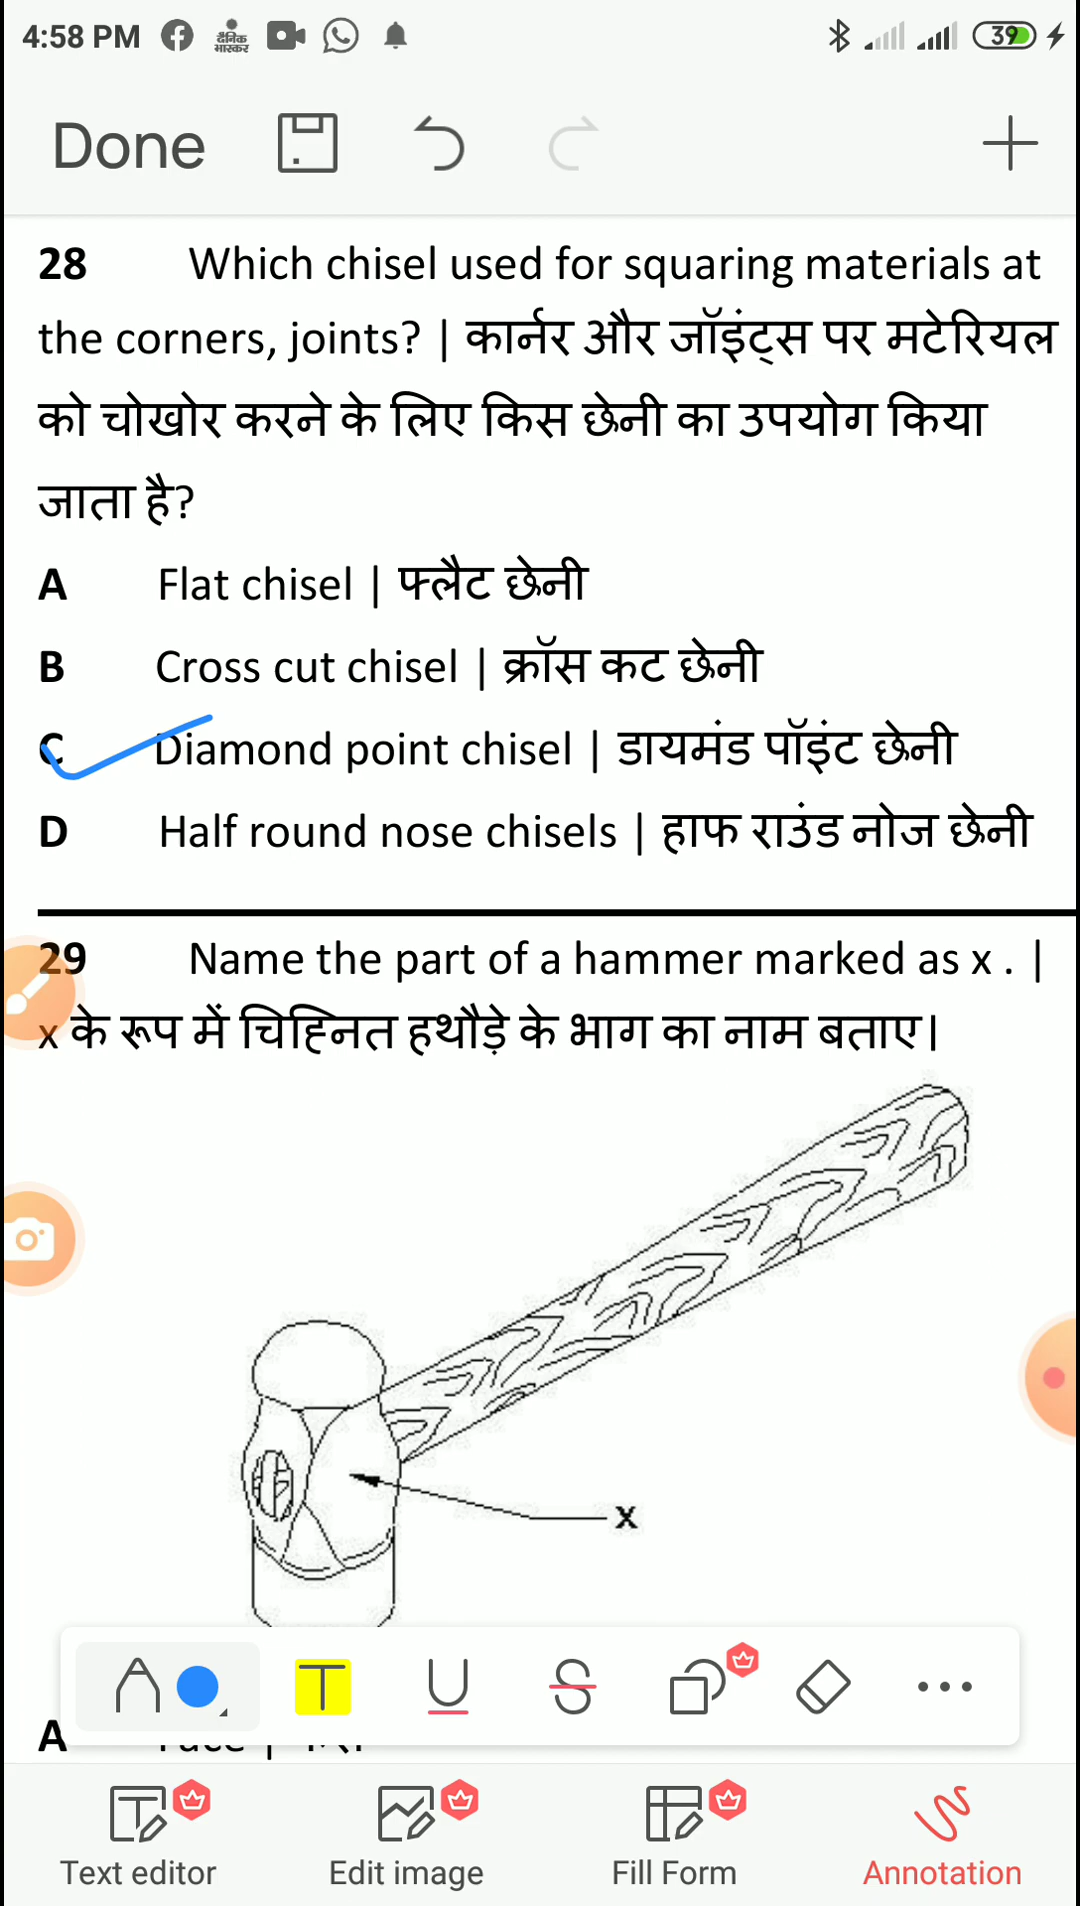 4:58 PM
दैनिक
भास्कर
39
Done
28 Which chisel used for squaring materials at
the corners, joints? | कार्नर और जॉइंट्स पर मटेरियल
को चोखोर करने के लिए किस छेनी का उपयोग किया
जाता है?
A Flat chisel | फ्लैट छेनी
B Cross cut chisel | क्रॉस कट छेनी
C Diamond point chisel | डायमंड पॉइंट छेनी
D Half round nose chisels | हाफ राउंड नोज छेनी
29 Name the part of a hammer marked as x . |
x के रूप में चिह्नित हथौड़े के भाग का नाम बताए|
X
A
Text editor
Edit image
Fill Form
Annotation